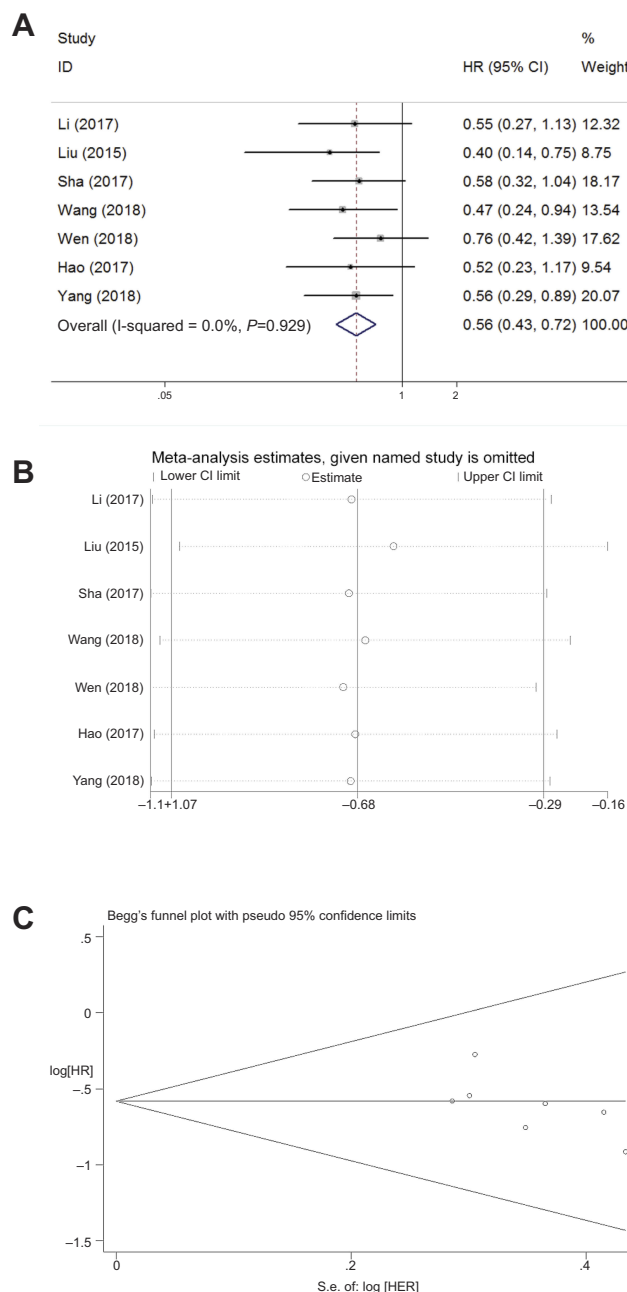 A
Study %
ID HR (95% CI) Weight
Li (2017) 0.55 (0.27, 1.13) 12.32
Liu (2015) 0.40 (0.14, 0.75) 8.75
Sha (2017) 0.58 (0.32, 1.04) 18.17
Wang (2018) 0.47 (0.24, 0.94) 13.54
Wen (2018) 0.76 (0.42, 1.39) 17.62
Hao (2017) 0.52 (0.23, 1.17) 9.54
Yang (2018) 0.56 (0.29, 0.89) 20.07
Overall (I-squared = 0.0%, P=0.929) 0.56 (0.43, 0.72) 100.00
.05 1 2
B
Meta-analysis estimates, given named study is omitted
Lower CI limit Estimate Upper CI limit
Li (2017)
Liu (2015)
Sha (2017)
Wang (2018)
Wen (2018)
Hao (2017)
Yang (2018)
–1.1+1.07 –0.68 –0.29 –0.16
C
Begg's funnel plot with pseudo 95% confidence limits
.5
0
log[HR]
–.5
–1
–1.5
0 .2 .4
S.e. of: log [HER]